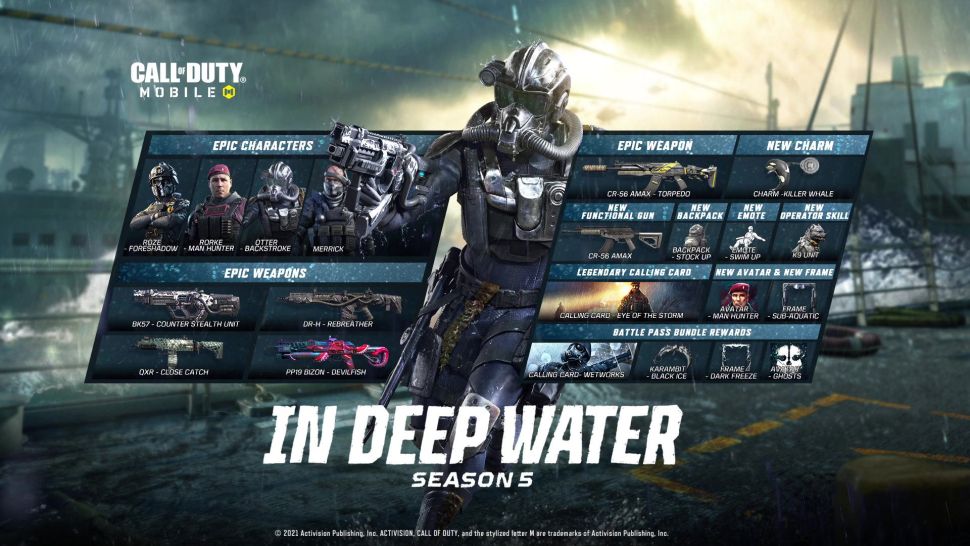 CALL OF DUTY®
MOBILE
EPIC CHARACTERS
ROZE
- FORESHADOW
RORKE
- MAN HUNTER
OTTER
- BACKSTROKE
MERRICK
EPIC WEAPONS
BK57 - COUNTER STEALTH UNIT
DR-H - REBREATHER
QXR - CLOSE CATCH
PP19 BIZON - DEVILFISH
EPIC WEAPON
NEW CHARM
CR-56 AMAX - TORPEDO
CHARM - KILLER WHALE
NEW
FUNCTIONAL GUN
NEW
BACKPACK
NEW
EMOTE
NEW
OPERATOR SKILL
CR-56 AMAX
BACKPACK
- STOCK UP
EMOTE
- SWIM UP
K9 UNIT
LEGENDARY CALLING CARD
NEW AVATAR & NEW FRAME
CALLING CARD - EYE OF THE STORM
AVATAR
- MAN HUNTER
FRAME
- SUB-AQUATIC
BATTLE PASS BUNDLE REWARDS
CALLING CARD- WETWORKS
KARAMBIT
- BLACK ICE
FRAME
- DARK FREEZE
AVATAR
- GHOSTS
IN DEEP WATER
SEASON 5
© 2021 Activision Publishing, Inc. ACTIVISION, CALL OF DUTY, and the stylized letter M are trademarks of Activision Publishing, Inc.